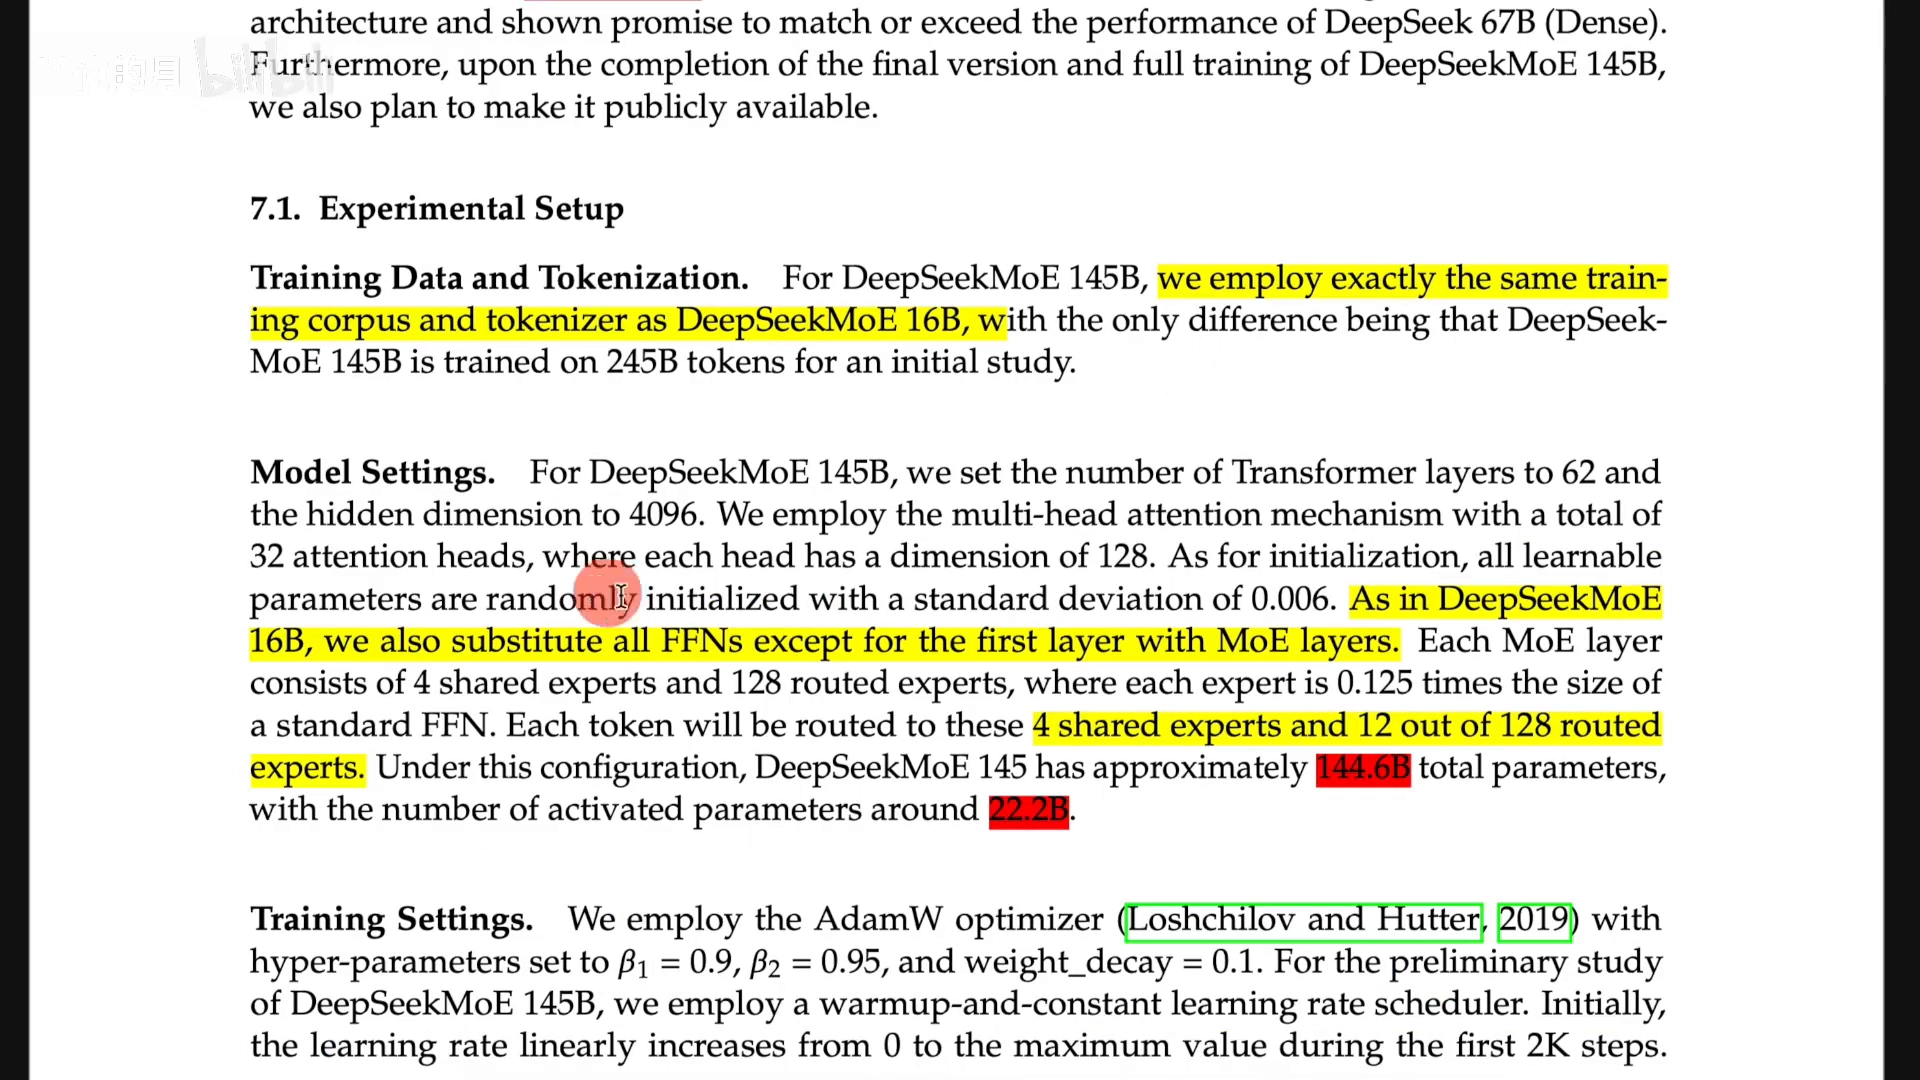 architecture and shown promise to match or exceed the performance of DeepSeek 67B (Dense).
Furthermore, upon the completion of the final version and full training of DeepSeekMoE 145B,
we also plan to make it publicly available.
7.1. Experimental Setup
Training Data and Tokenization. For DeepSeekMoE 145B, we employ exactly the same train-
ing corpus and tokenizer as DeepSeekMoE 16B, with the only difference being that DeepSeek-
MoE 145B is trained on 245B tokens for an initial study.
Model Settings. For DeepSeekMoE 145B, we set the number of Transformer layers to 62 and
the hidden dimension to 4096. We employ the multi-head attention mechanism with a total of
32 attention heads, where each head has a dimension of 128. As for initialization, all learnable
parameters are randomly initialized with a standard deviation of 0.006. As in DeepSeekMoE
16B, we also substitute all FFNs except for the first layer with MoE layers. Each MoE layer
consists of 4 shared experts and 128 routed experts, where each expert is 0.125 times the size of
a standard FFN. Each token will be routed to these 4 shared experts and 12 out of 128 routed
experts. Under this configuration, DeepSeekMoE 145 has approximately 144.6B total parameters,
with the number of activated parameters around 22.2B.
Training Settings. We employ the AdamW optimizer (Loshchilov and Hutter, 2019) with
hyper-parameters set to β₁ = 0.9, β₂ = 0.95, and weight_decay = 0.1. For the preliminary study
of DeepSeekMoE 145B, we employ a warmup-and-constant learning rate scheduler. Initially,
the learning rate linearly increases from 0 to the maximum value during the first 2K steps.